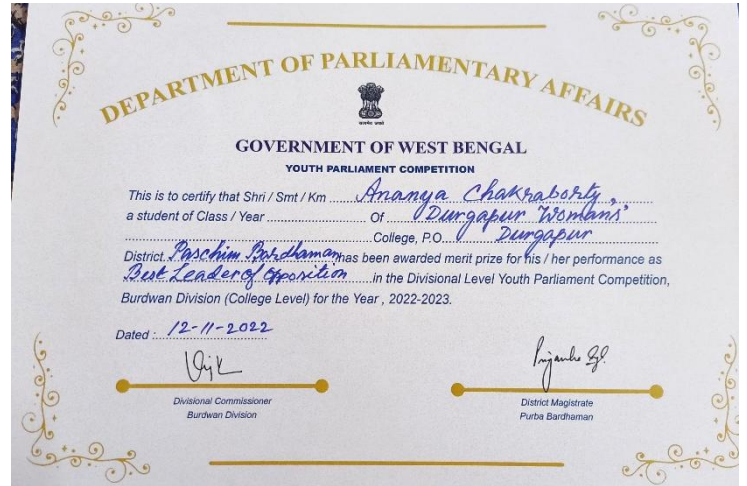 DEPARTMENT OF PARLIAMENTARY AFFAIRS
GOVERNMENT OF WEST BENGAL
YOUTH PARLIAMENT COMPETITION
This is to certify that Shri / Smt / Km Ananya Chakraborty,
a student of Class / Year Of Durgapur Womans'
College, P.O. Durgapur
District. Paschim Bardhaman has been awarded merit prize for his / her performance as
Best Leader of Opposition in the Divisional Level Youth Parliament Competition,
Burdwan Division (College Level) for the Year , 2022-2023.
Dated : 12-11-2022
Divisional Commissioner
Burdwan Division
District Magistrate
Purba Bardhaman